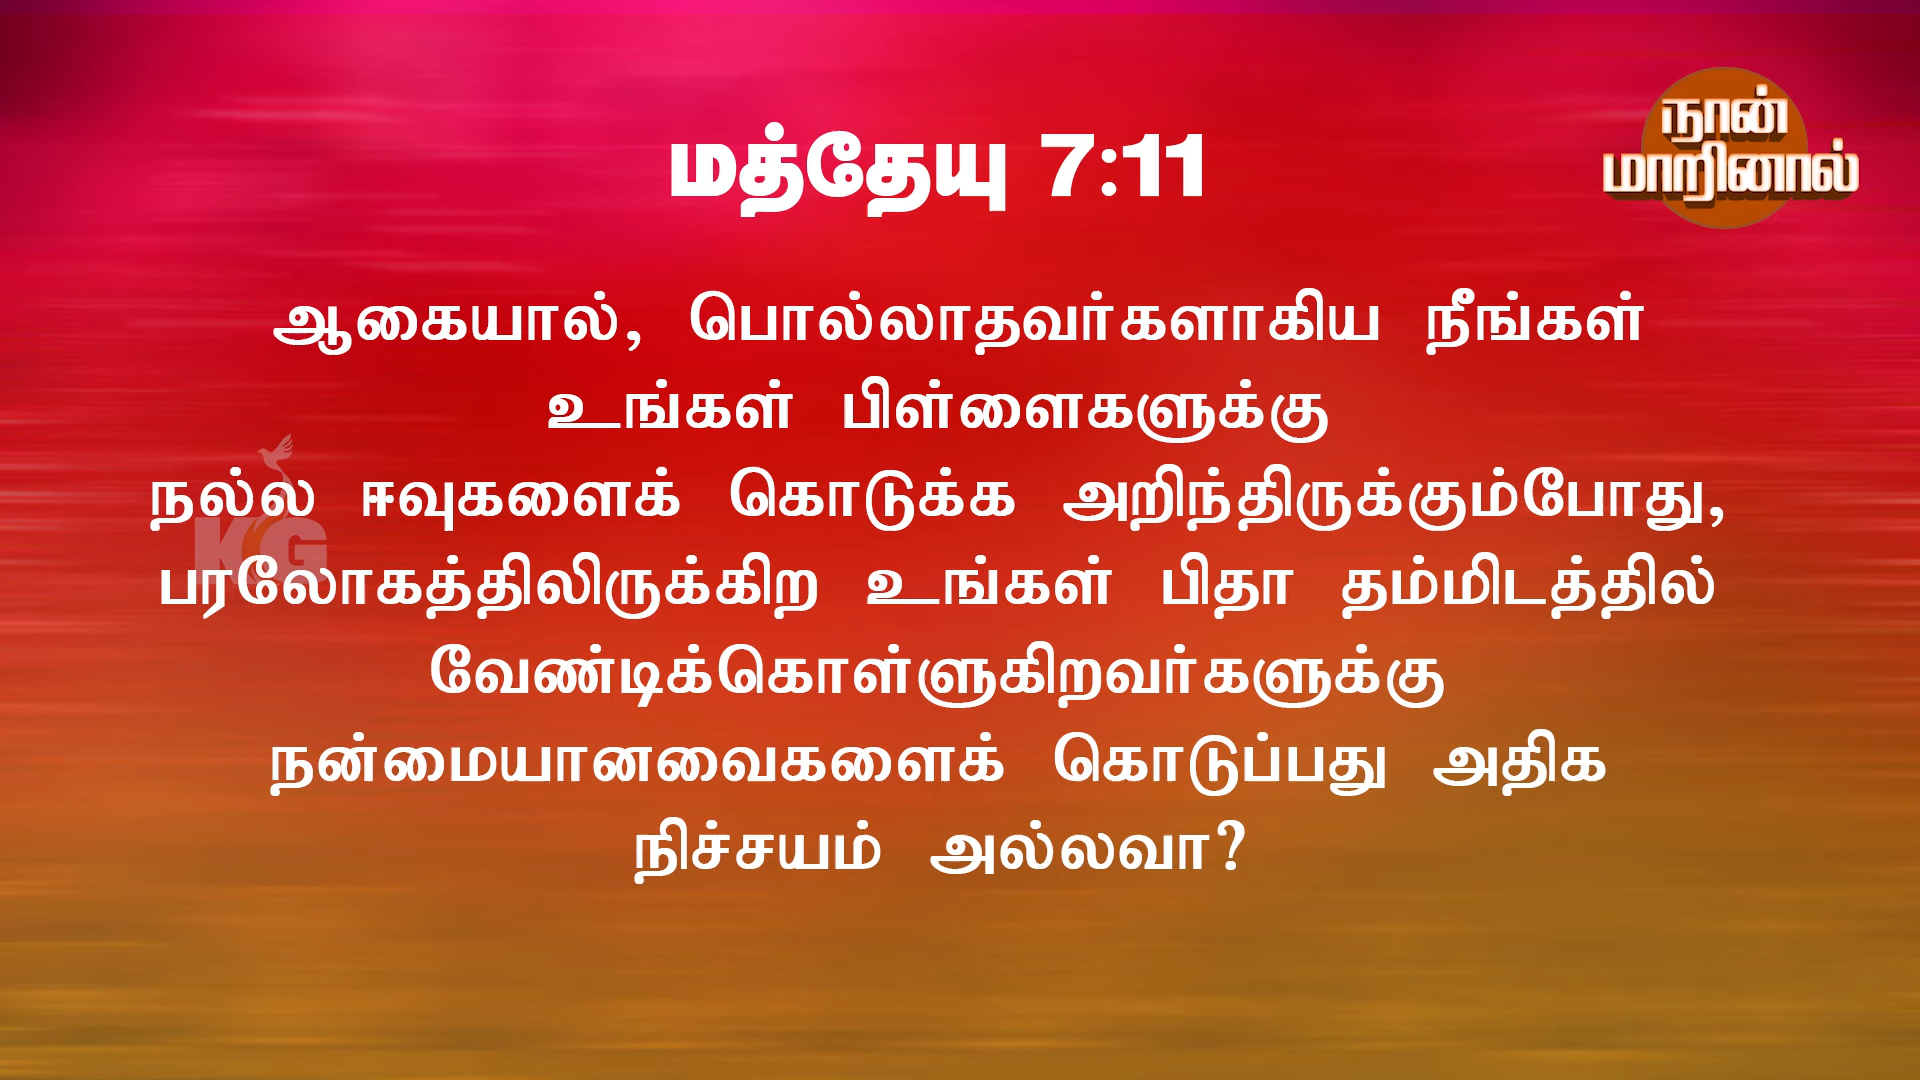 நான்
மாறினால்
மத்தேயு 7:11
ஆகையால், பொல்லாதவர்களாகிய நீங்கள்
உங்கள் பிள்ளைகளுக்கு
நல்ல ஈவுகளைக் கொடுக்க அறிந்திருக்கும்போது,
KG
பரலோகத்திலிருக்கிற உங்கள் பிதா தம்மிடத்தில்
வேண்டிக்கொள்ளுகிறவர்களுக்கு
நன்மையானவைகளைக் கொடுப்பது அதிக
நிச்சயம் அல்லவா?